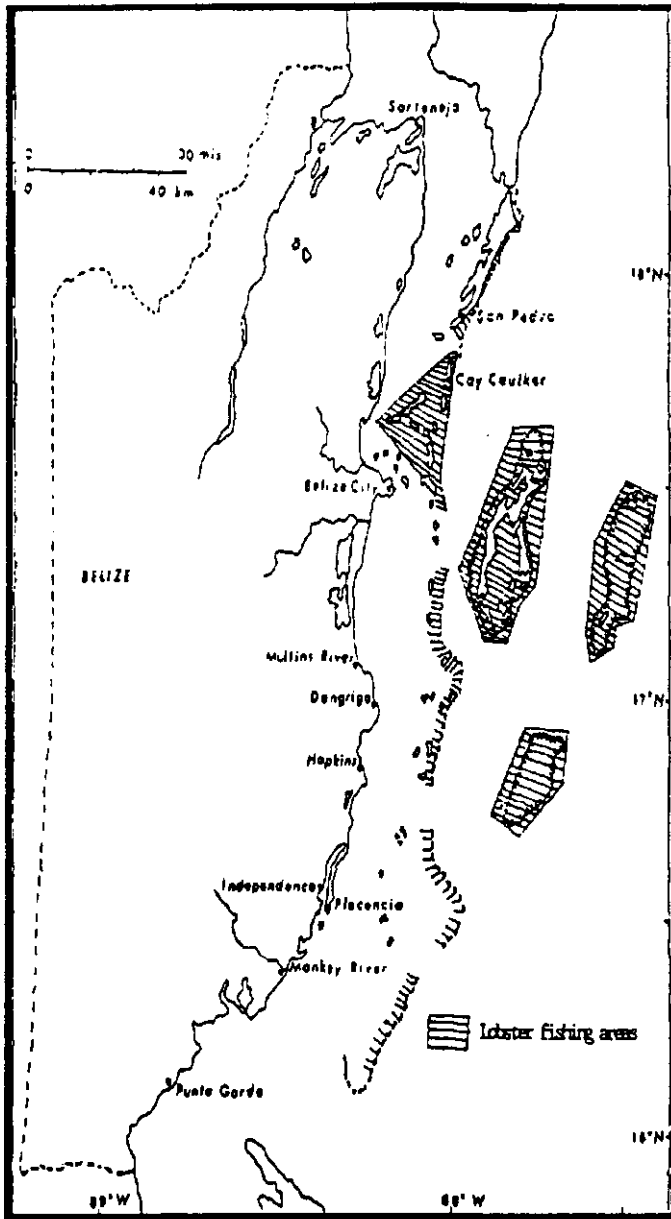 Sarteneja
0 30 mls
0 40 km
18°N
San Pedro
Cay Caulker
Belize City
BELIZE
Mullins River
17°N
Dangriga
Hopkins
Independence
Placencia
Monkey River
Lobster fishing areas
Punta Gorda
16°N
89°W 88°W